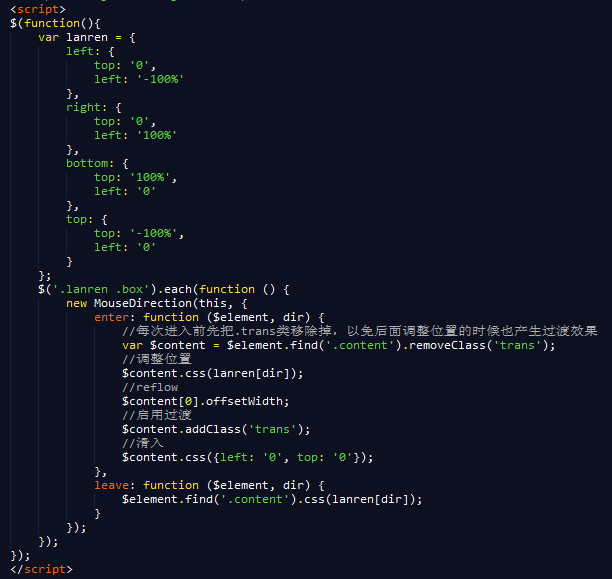 <script>
$(function(){
    var lanren = {
        left: {
            top: '0',
            left: '-100%'
        },
        right: {
            top: '0',
            left: '100%'
        },
        bottom: {
            top: '100%',
            left: '0'
        },
        top: {
            top: '-100%',
            left: '0'
        }
    };
    $('.lanren .box').each(function () {
        new MouseDirection(this, {
            enter: function ($element, dir) {
                //每次进入前先把.trans类移除掉，以免后面调整位置的时候也产生过渡效果
                var $content = $element.find('.content').removeClass('trans');
                //调整位置
                $content.css(lanren[dir]);
                //reflow
                $content[0].offsetWidth;
                //启用过渡
                $content.addClass('trans');
                //滑入
                $content.css({left: '0', top: '0'});
            },
            leave: function ($element, dir) {
                $element.find('.content').css(lanren[dir]);
            }
        });
    });
});
</script>